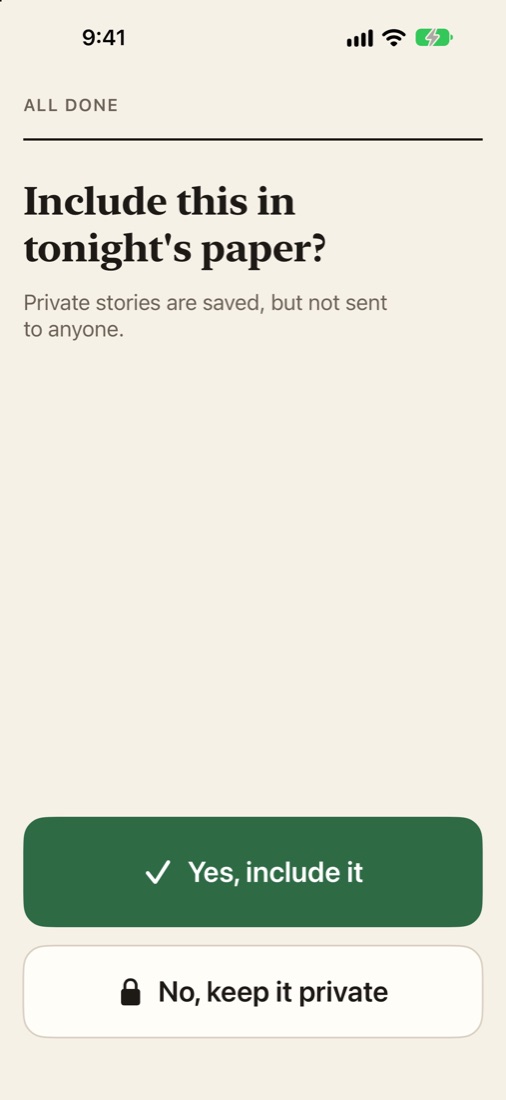 9:41
ALL DONE
Include this in
tonight's paper?
Private stories are saved, but not sent
to anyone.
Yes, include it
No, keep it private